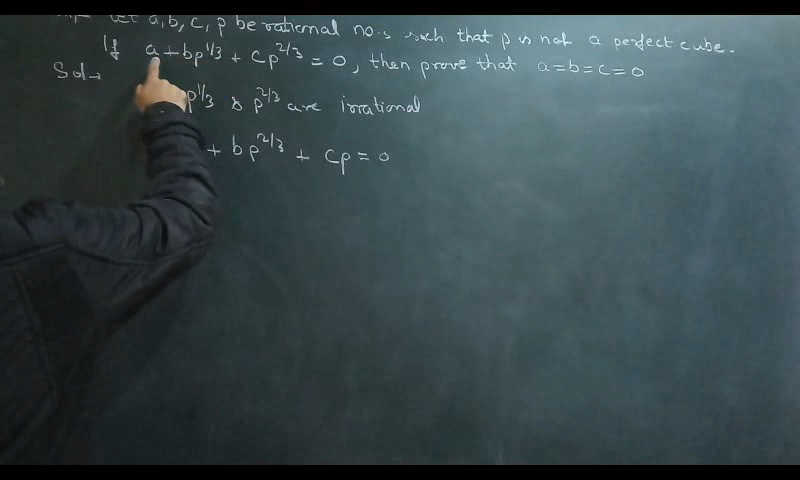 Let a, b, c, p be rational no.s such that p is not a perfect cube.
If a + bp^{1/3} + cp^{2/3} = 0, then prove that a = b = c = 0
Sol→
p^{1/3} & p^{2/3} are irrational
+ bp^{2/3} + cp = 0